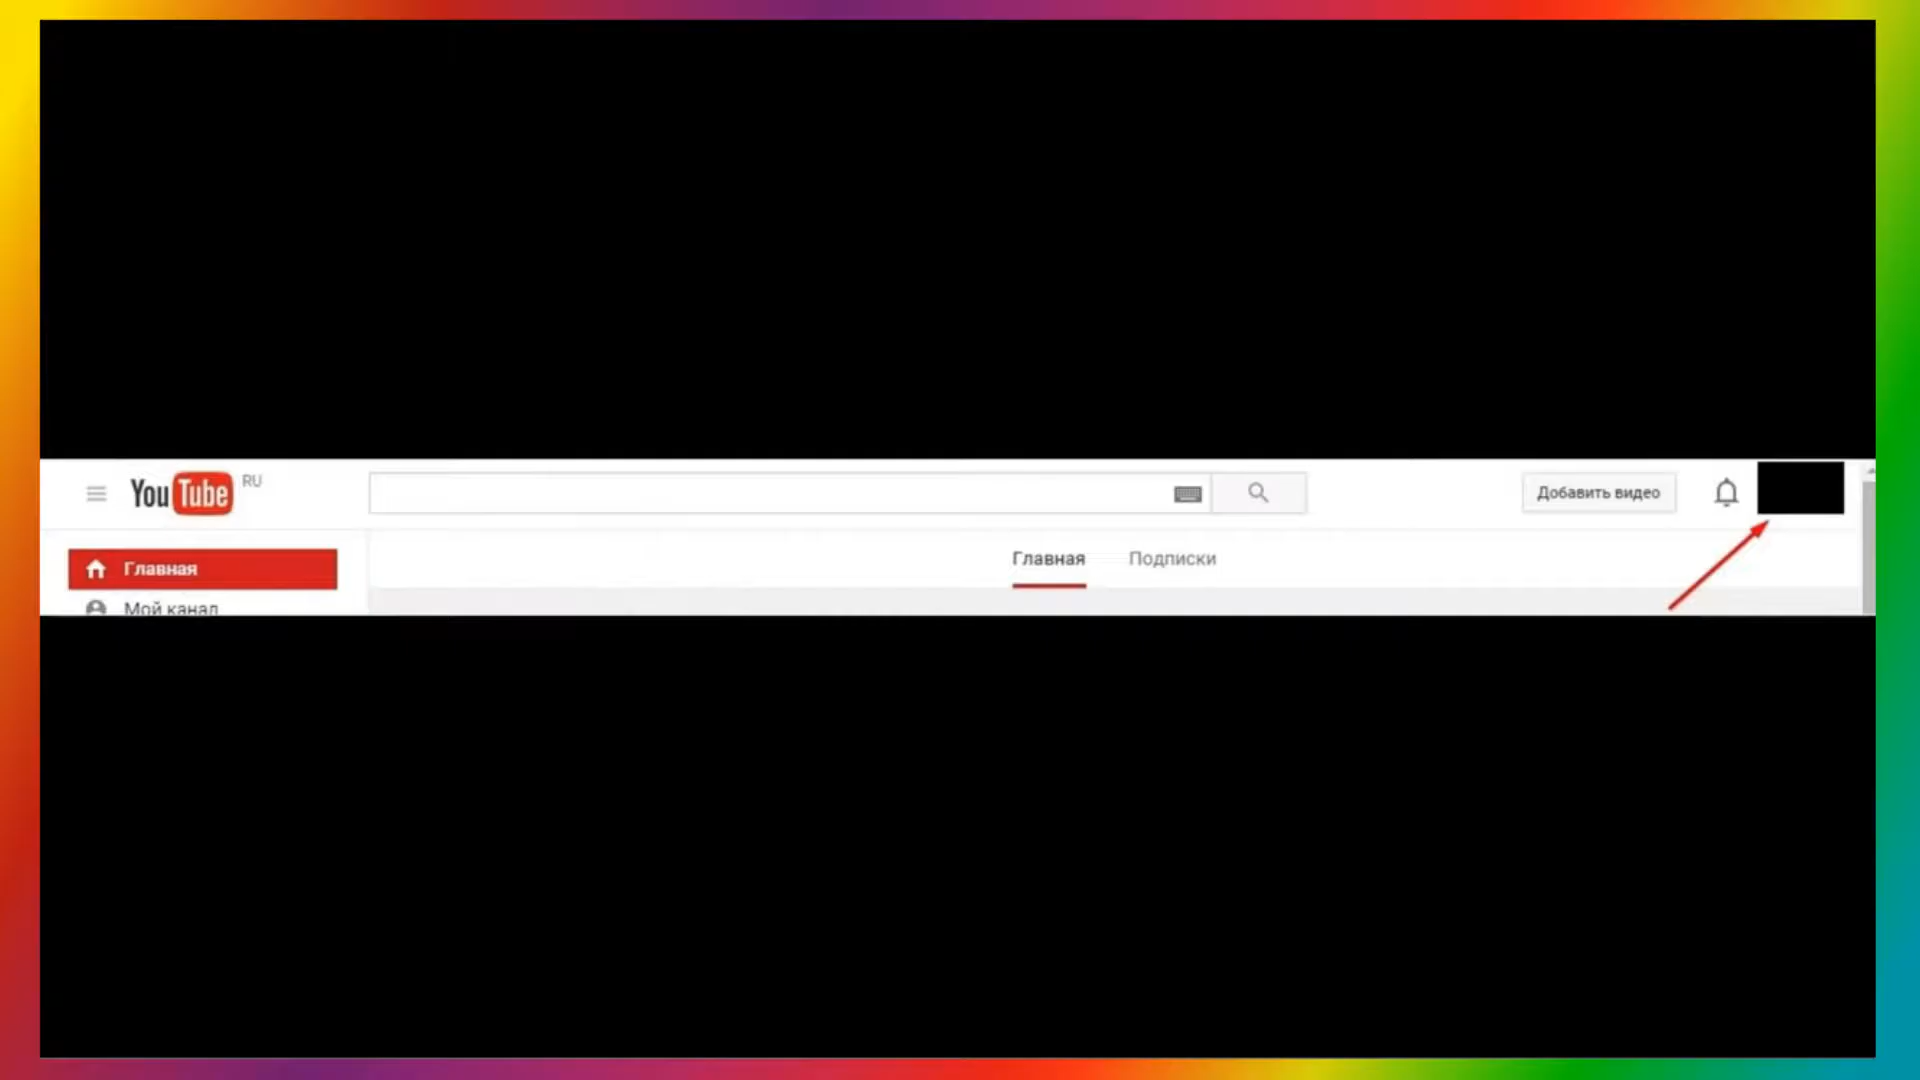 YouTube RU
Добавить видео
Главная
Подписки
Главная
Мой канал